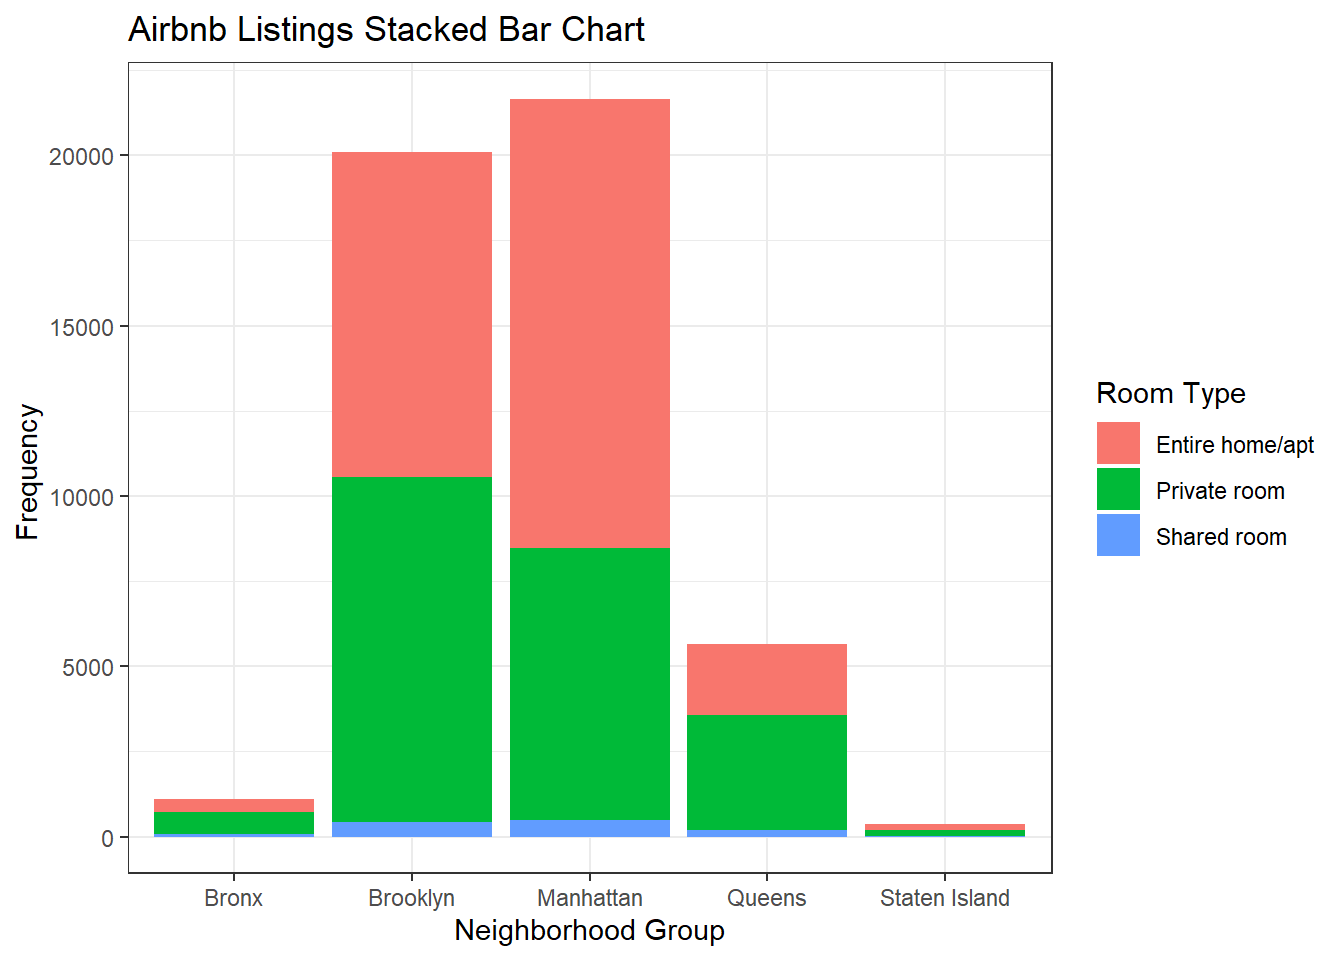 Airbnb Listings Stacked Bar Chart
20000
15000
10000
5000
0
Frequency
Bronx
Brooklyn
Manhattan
Queens
Staten Island
Neighborhood Group
Room Type
Entire home/apt
Private room
Shared room